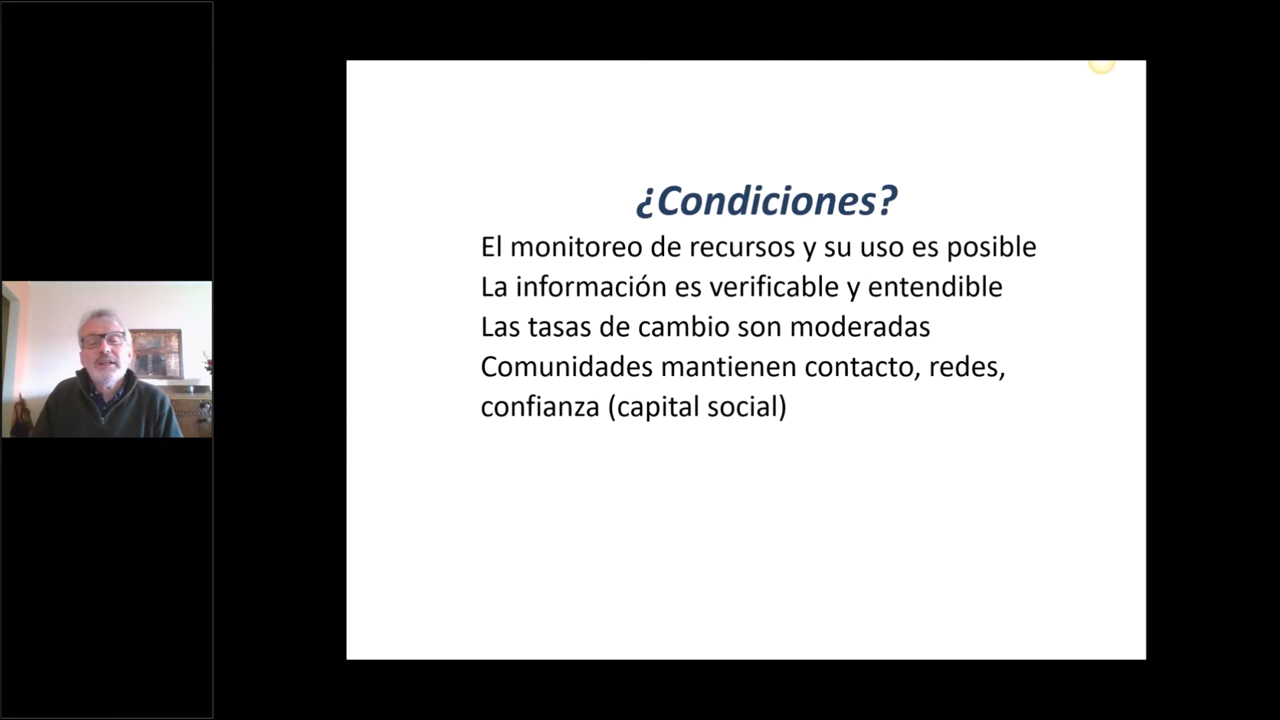 ¿Condiciones?
El monitoreo de recursos y su uso es posible
La información es verificable y entendible
Las tasas de cambio son moderadas
Comunidades mantienen contacto, redes,
confianza (capital social)